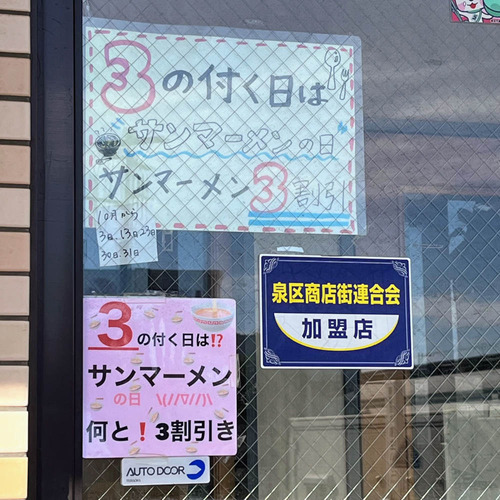 3の付く日は
"サンマーメンの日"
サンマーメン3割引
10月から
3日、13日23日
30日、31日
泉区商店街連合会
加盟店
3の付く日は!?
サンマーメン
の日 \(//▽//)\
何と!3割引き
AUTO DOOR